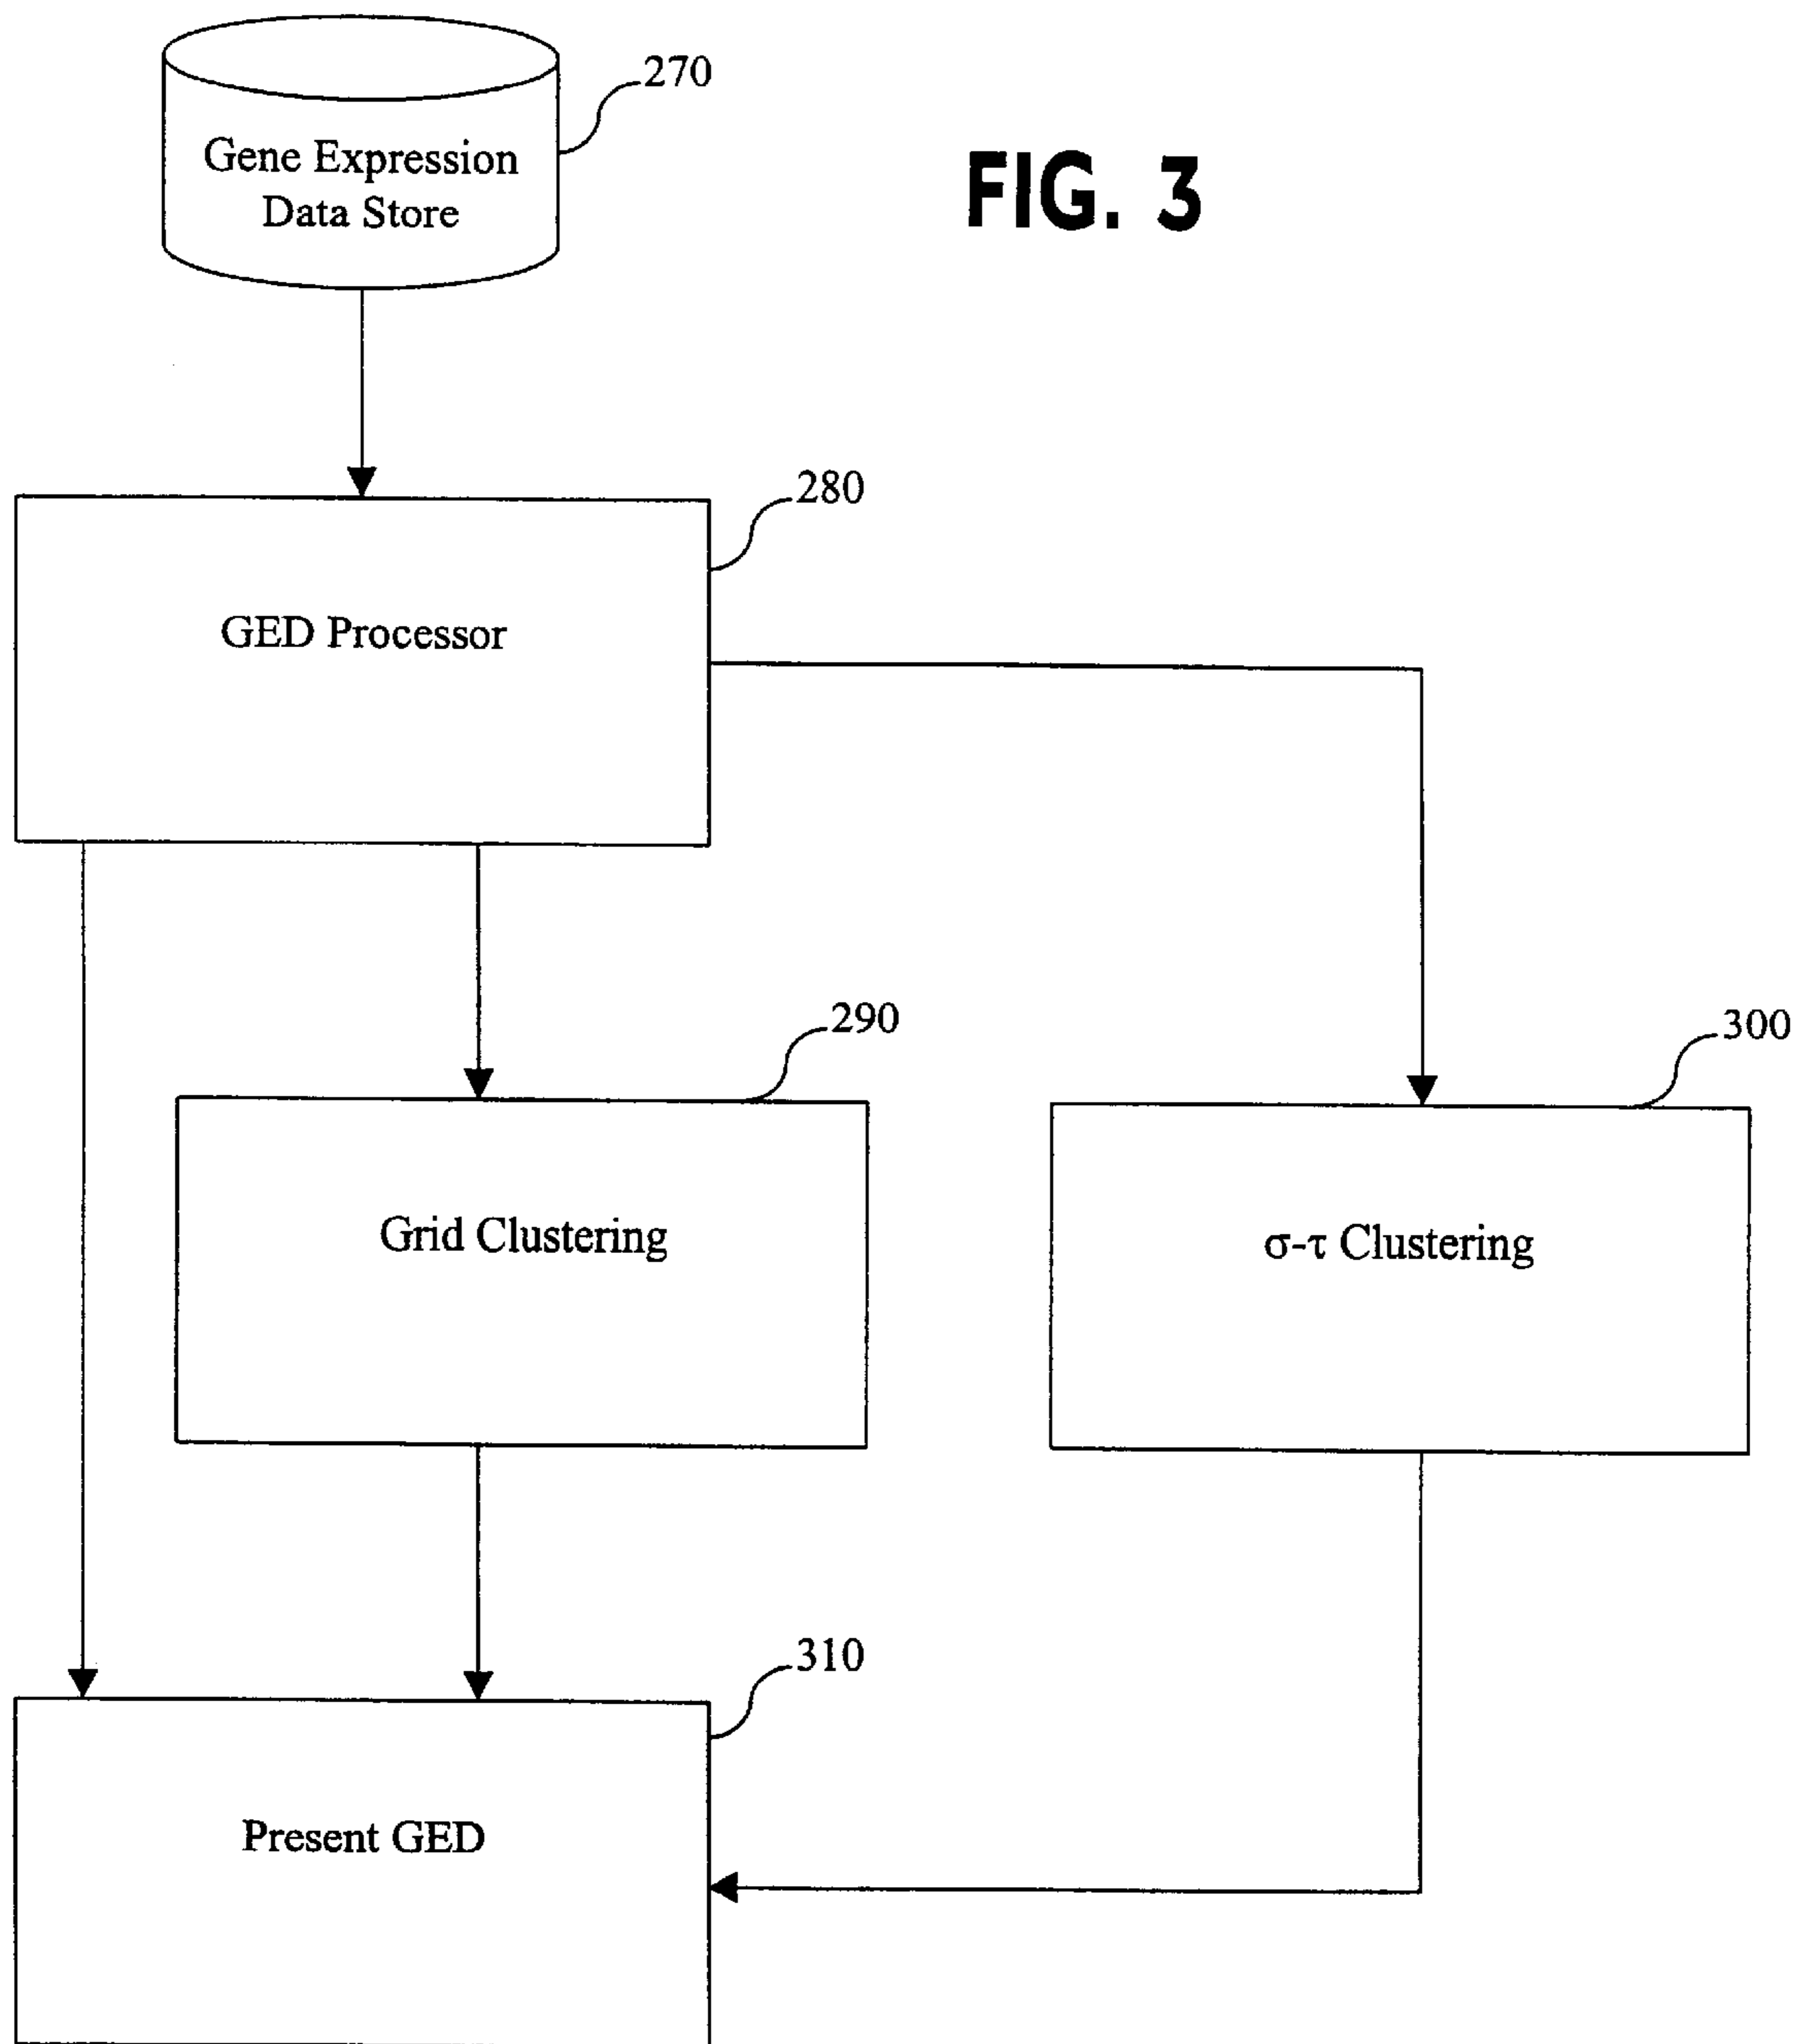 270
Gene Expression
Data Store
FIG. 3
280
GED Processor
290
300
Grid Clustering
σ-τ Clustering
310
Present GED